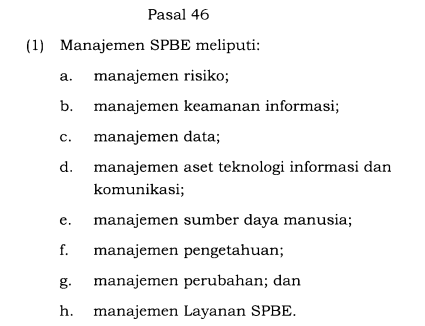 Pasal 46
(1) Manajemen SPBE meliputi:
a. manajemen risiko;
b. manajemen keamanan informasi;
c. manajemen data;
d. manajemen aset teknologi informasi dan
komunikasi;
e. manajemen sumber daya manusia;
f. manajemen pengetahuan;
g. manajemen perubahan; dan
h. manajemen Layanan SPBE.